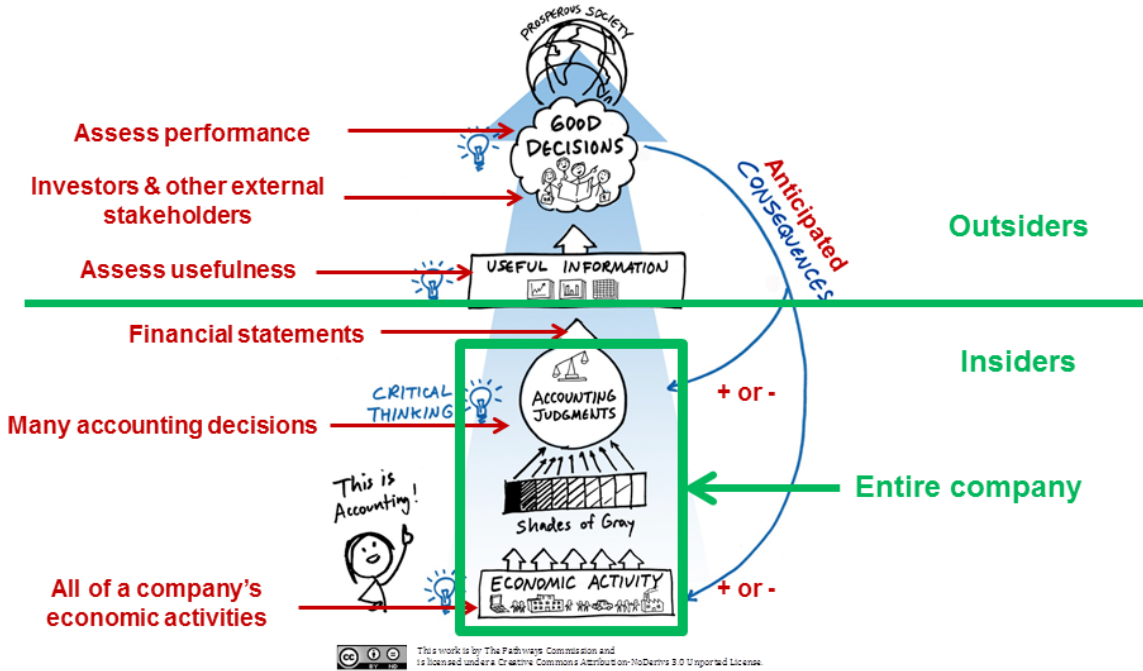 PROSPEROUS SOCIETY
GOOD
DECISIONS
Assess performance
Investors & other external
stakeholders
Anticipated
CONSEQUENCES
Outsiders
Assess usefulness
USEFUL INFORMATION
Financial statements
Insiders
CRITICAL
THINKING
ACCOUNTING
JUDGMENTS
+ or -
Many accounting decisions
This is
Accounting!
Entire company
Shades of Gray
All of a company's
economic activities
ECONOMIC ACTIVITY
+ or -
cc
BY ND
This work is by The Pathways Commission and
is licensed under a Creative Commons Attribution-NoDerivs 3.0 Unported License.